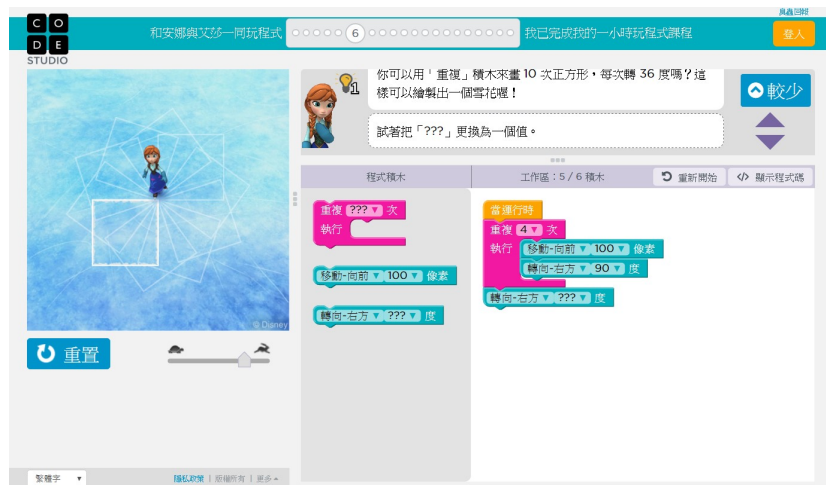 臭蟲回報
CODE
STUDIO
和安娜與艾莎一同玩程式
6
我已完成我的一小時玩程式課程
登入
1
你可以用「重複」積木來畫 10 次正方形，每次轉 36 度嗎？這
樣可以繪製出一個雪花喔！
試著把「???」更換為一個值。
較少
程式積木
工作區：5 / 6 積木
重新開始
</> 顯示程式碼
重複 ??? 次
執行
移動-向前 100 像素
轉向-右方 ??? 度
當運行時
重複 4 次
執行
移動-向前 100 像素
轉向-右方 90 度
轉向-右方 ??? 度
© Disney
重置
繁體字
隱私政策 | 版權所有 | 更多